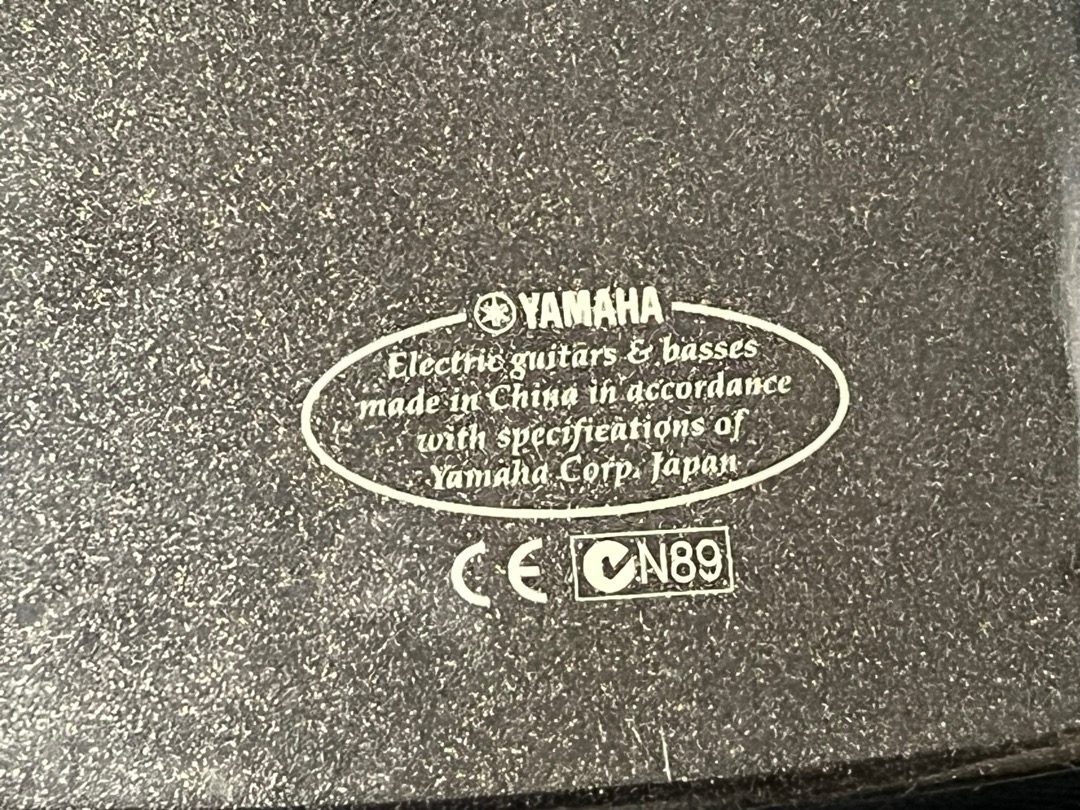 YAMAHA
Electric guitars & basses
made in China in accordance
with specifications of
Yamaha Corp. Japan
CE N89